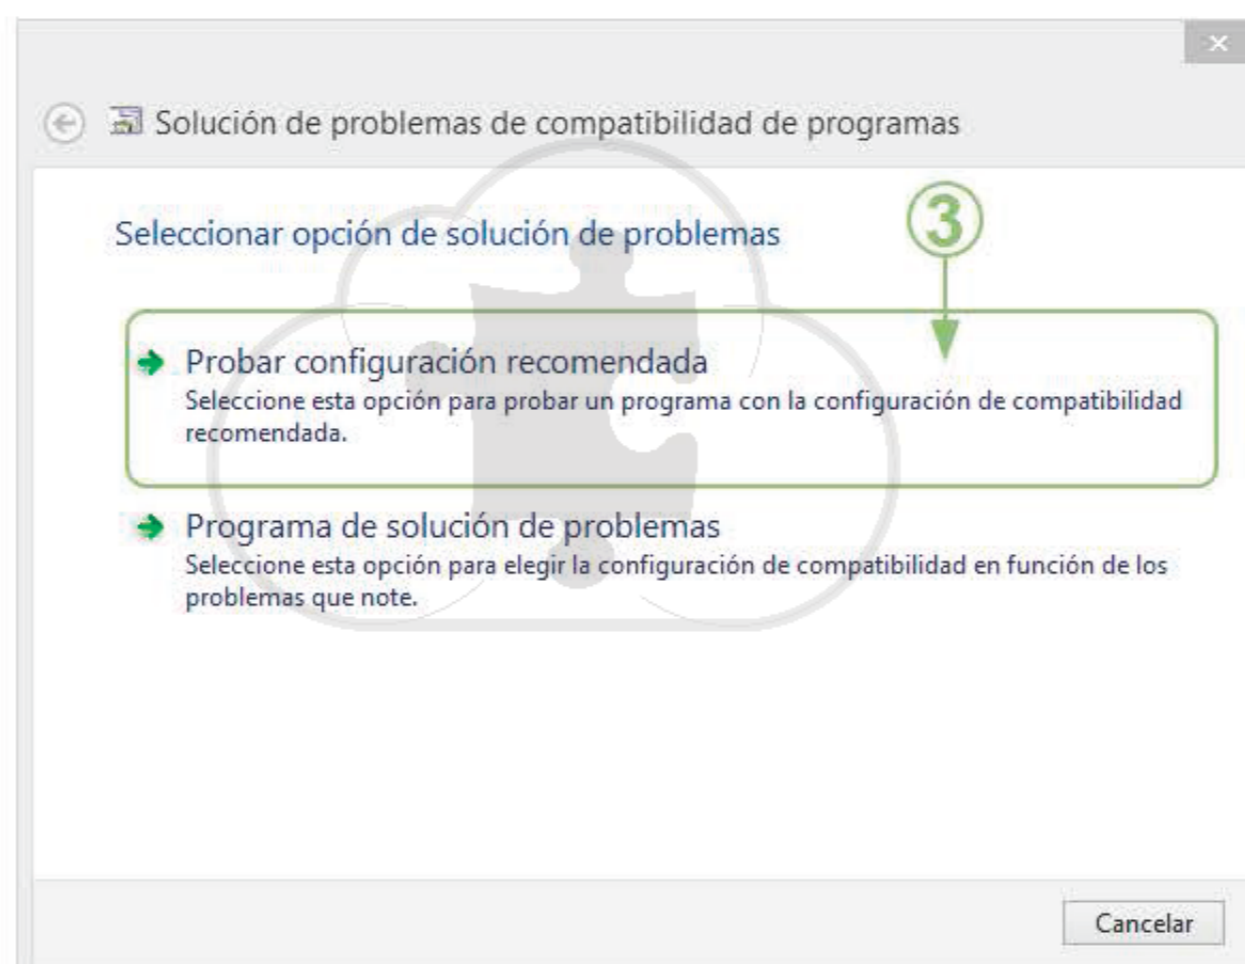 Solución de problemas de compatibilidad de programas
Seleccionar opción de solución de problemas
3
Probar configuración recomendada
Seleccione esta opción para probar un programa con la configuración de compatibilidad
recomendada.
Programa de solución de problemas
Seleccione esta opción para elegir la configuración de compatibilidad en función de los
problemas que note.
Cancelar